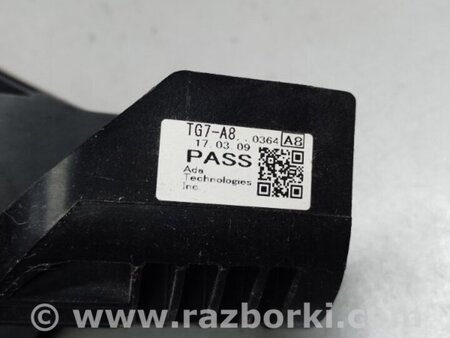 TG7-A8 0364 A8
17.03.09
PASS
Ada
Technologies
Inc.
www.razborki.com